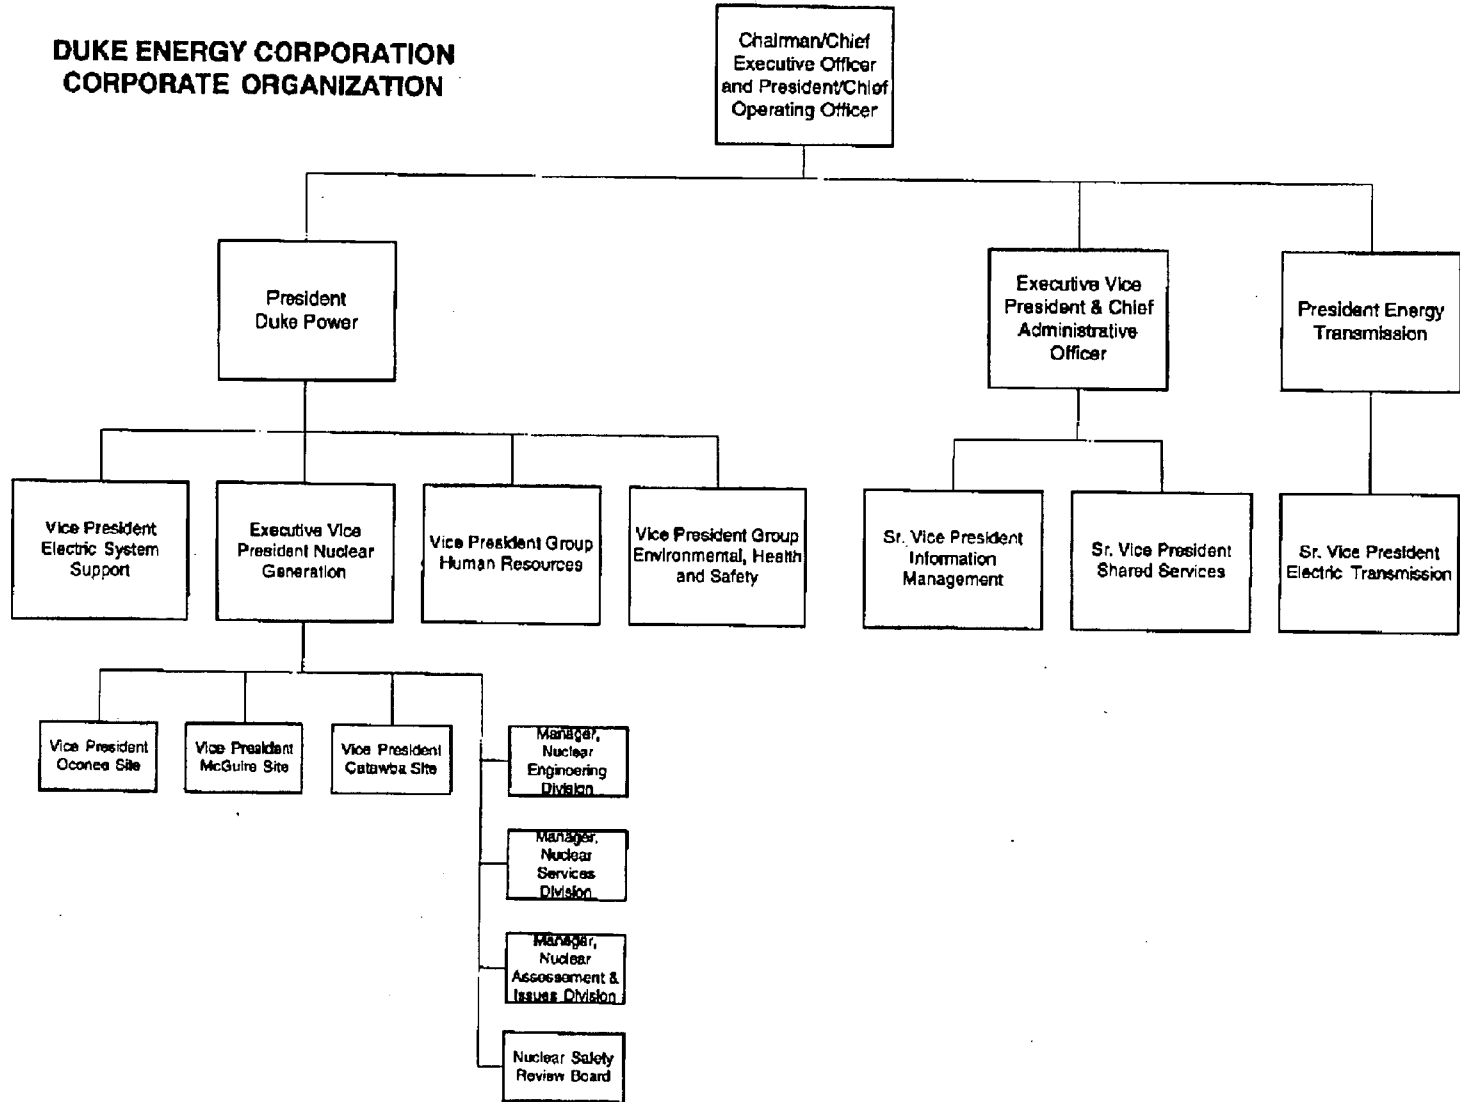 DUKE ENERGY CORPORATION
CORPORATE ORGANIZATION
Chairman/Chief
Executive Officer
and President/Chief
Operating Officer
President
Duke Power
Executive Vice
President & Chief
Administrative
Officer
President Energy
Transmission
Vice President
Electric System
Support
Executive Vice
President Nuclear
Generation
Vice President Group
Human Resources
Vice President Group
Environmental, Health
and Safety
Sr. Vice President
Information
Management
Sr. Vice President
Shared Services
Sr. Vice President
Electric Transmission
Vice President
Oconee Site
Vice President
McGuire Site
Vice President
Catawba Site
Manager,
Nuclear
Engineering
Division
Manager,
Nuclear
Services
Division
Manager,
Nuclear
Assessement &
Issues Division
Nuclear Safety
Review Board